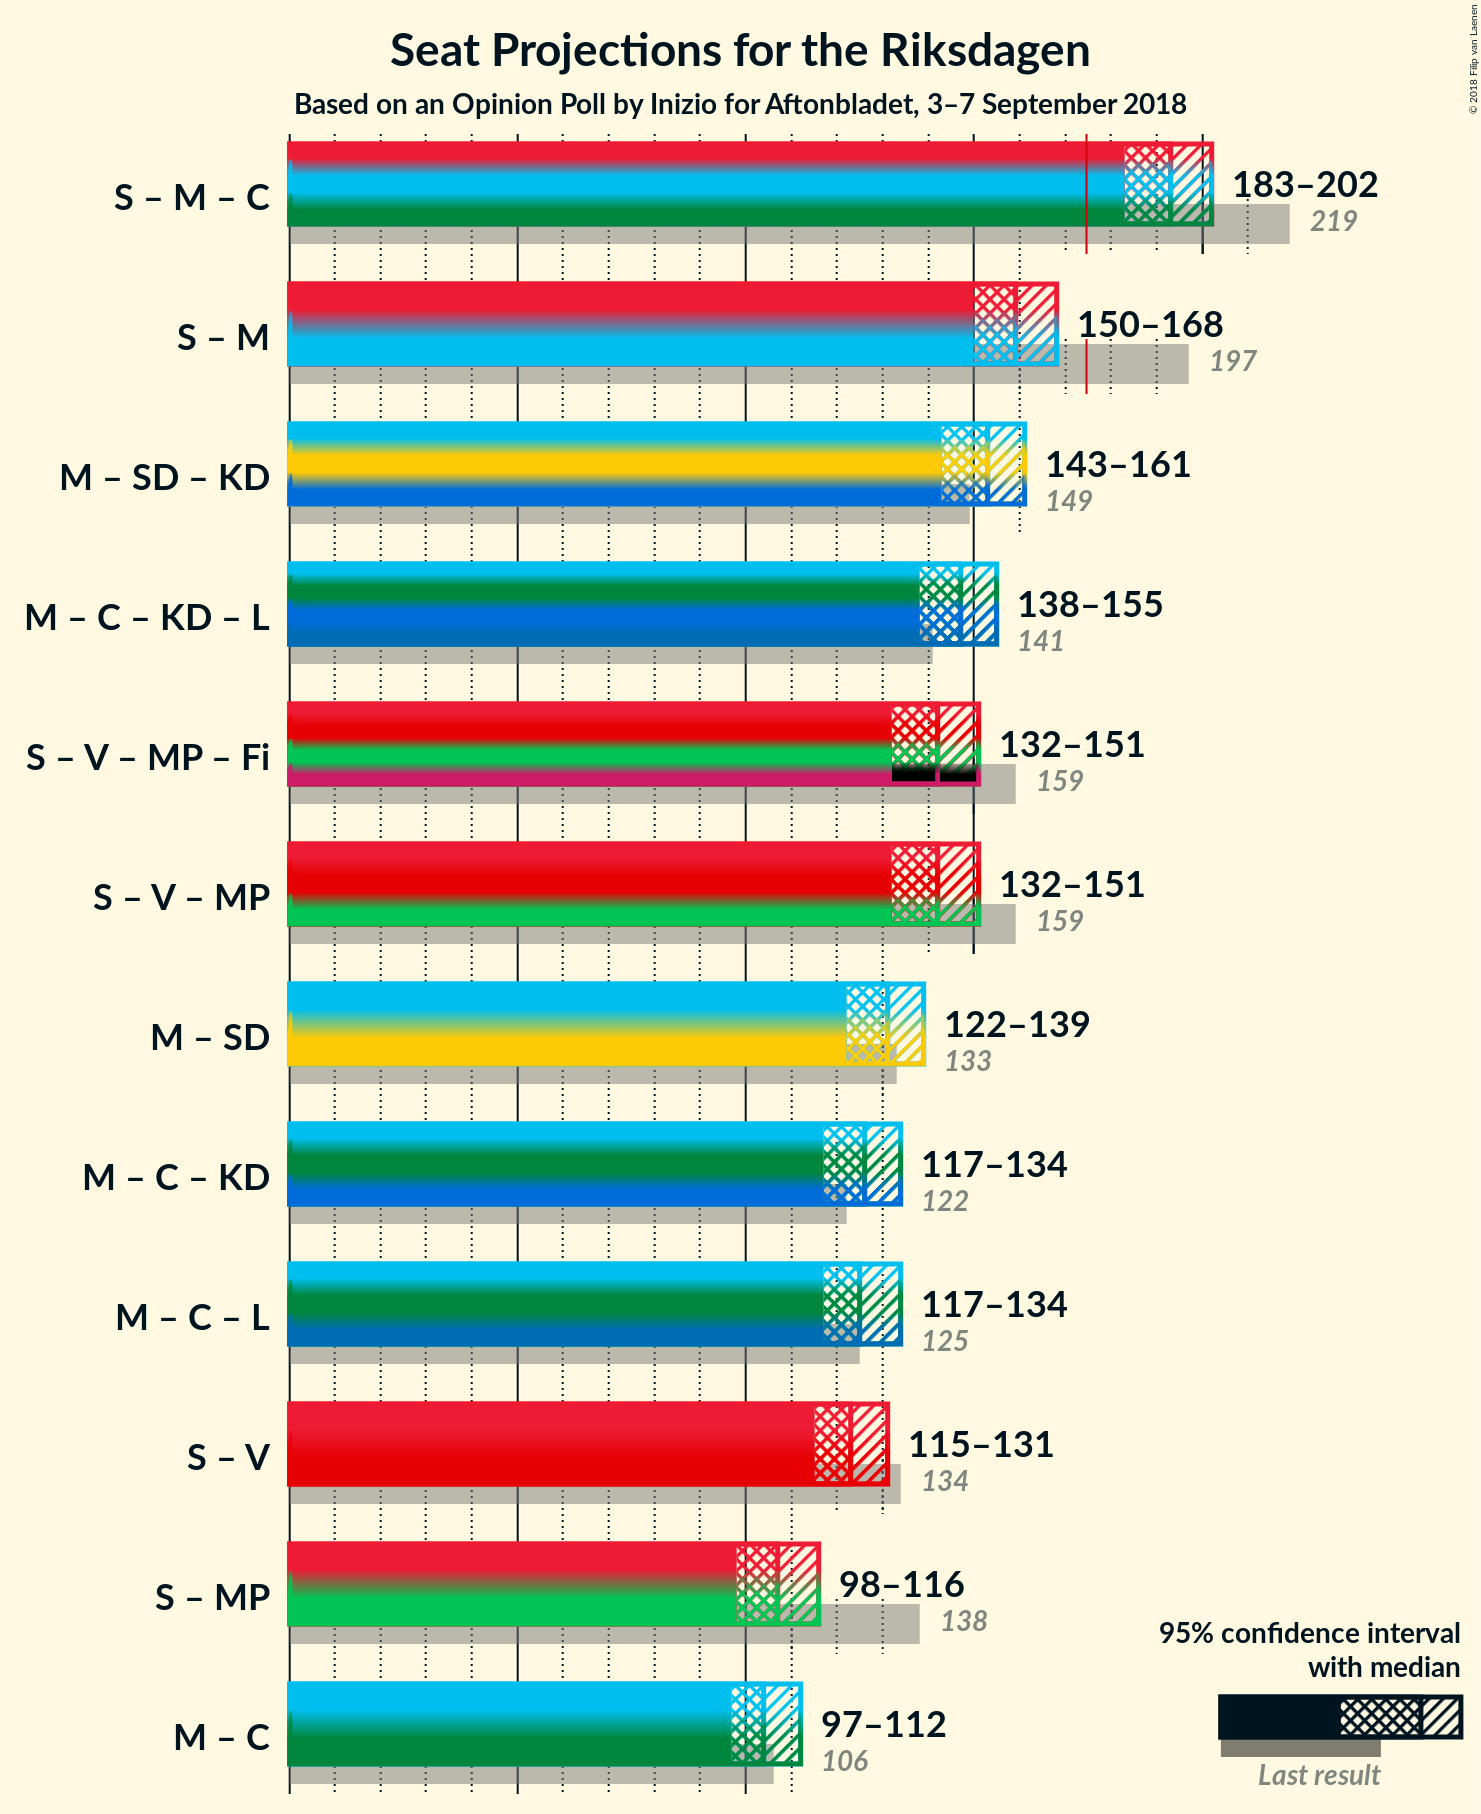 Seat Projections for the Riksdagen
Based on an Opinion Poll by Inizio for Aftonbladet, 3–7 September 2018
© 2018 Filip van Laenen
S – M – C
183–202
219
S – M
150–168
197
M – SD – KD
143–161
149
M – C – KD – L
138–155
141
S – V – MP – Fi
132–151
159
S – V – MP
132–151
159
M – SD
122–139
133
M – C – KD
117–134
122
M – C – L
117–134
125
S – V
115–131
134
S – MP
98–116
138
M – C
97–112
106
95% confidence interval
with median
Last result